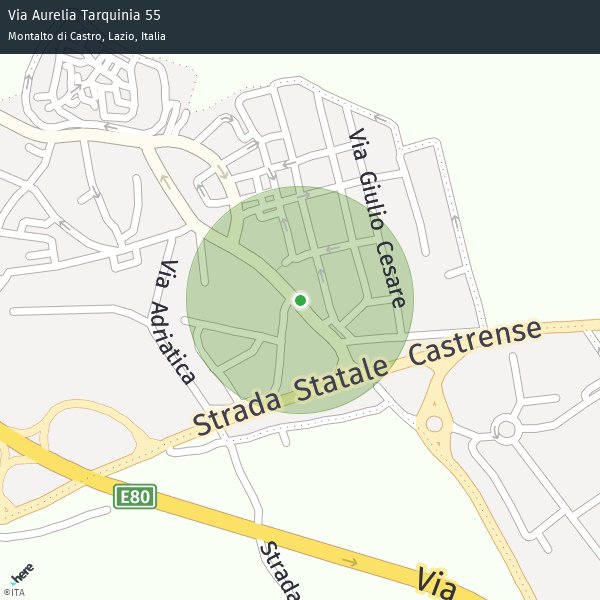 Via Aurelia Tarquinia 55
Montalto di Castro, Lazio, Italia
Via Giulio Cesare
Via Adriatica
Strada Statale Castrense
E80
Strada
Via
here
©ITA